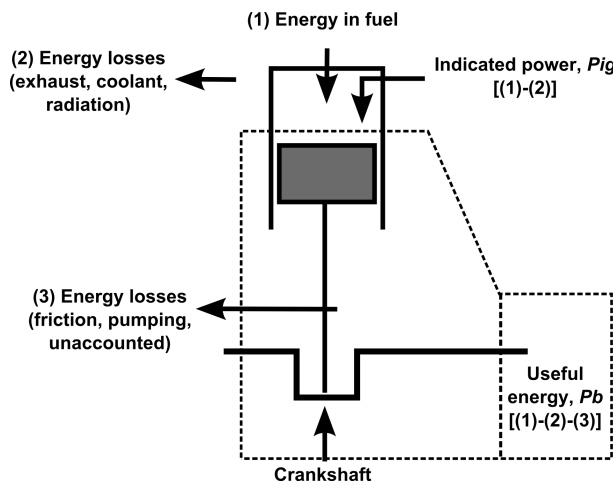 (1) Energy in fuel
(2) Energy losses
(exhaust, coolant,
radiation)
Indicated power, Pig
[(1)-(2)]
(3) Energy losses
(friction, pumping,
unaccounted)
Useful
energy, Pb
[(1)-(2)-(3)]
Crankshaft